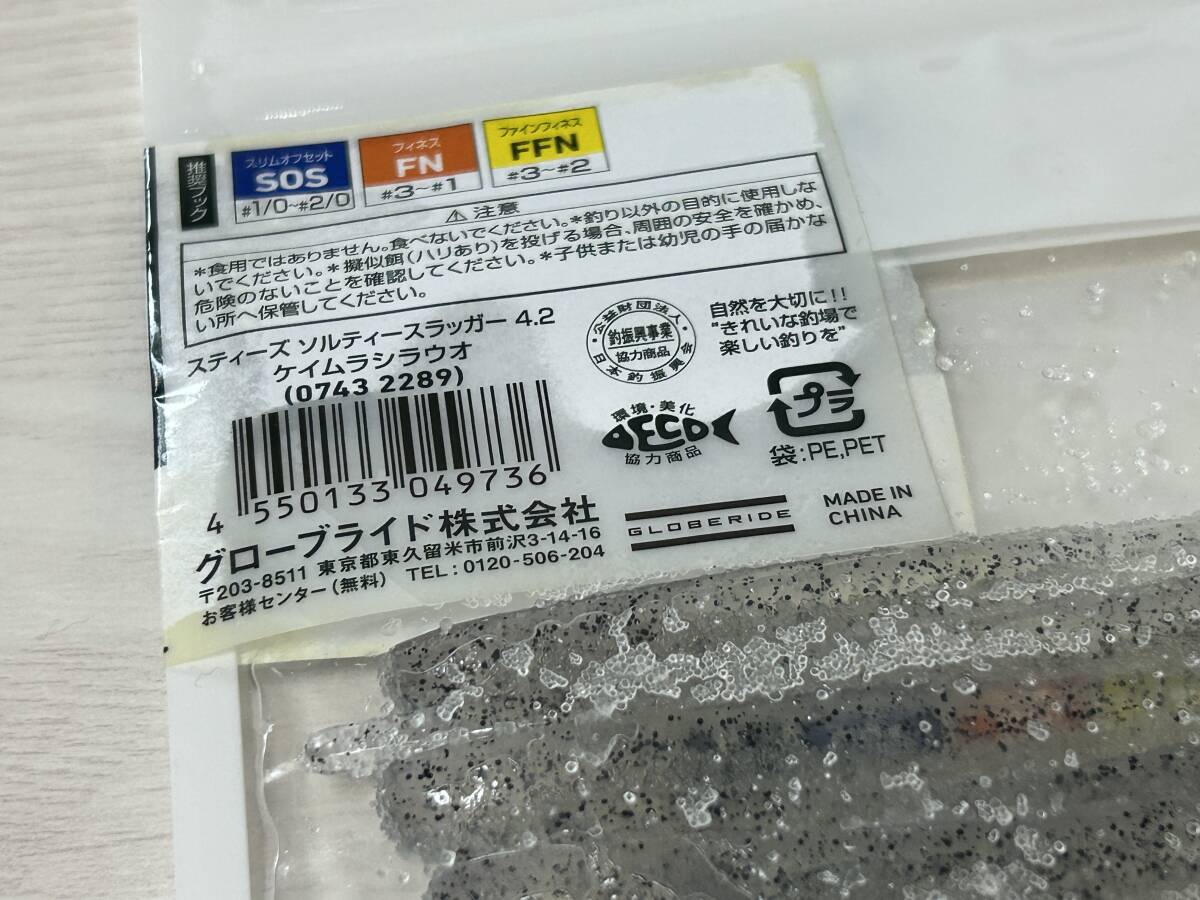 推奨フック
スリムオフセット
SOS
#1/0~#2/0
フィネス
FN
#3~#1
ファインフィネス
FFN
#3~#2
⚠注意
*食用ではありません。食べないでください。*釣り以外の目的に使用しな
いでください。*擬似餌(ハリあり)を投げる場合、周囲の安全を確かめ、
危険のないことを確認してください。*子供または幼児の手の届かな
い所へ保管してください。
スティーズ ソルティースラッガー 4.2
ケイムラシラウオ
(0743 2289)
4 550133 049736
公益財団法人
釣振興事業
協力商品
日本釣振興会
自然を大切に!!
"きれいな釣場で
楽しい釣りを"
環境・美化
ECO
協力商品
プラ
袋:PE,PET
グローブライド株式会社
〒203-8511 東京都東久留米市前沢3-14-16
お客様センター(無料) TEL:0120-506-204
GLOBERIDE
MADE IN
CHINA